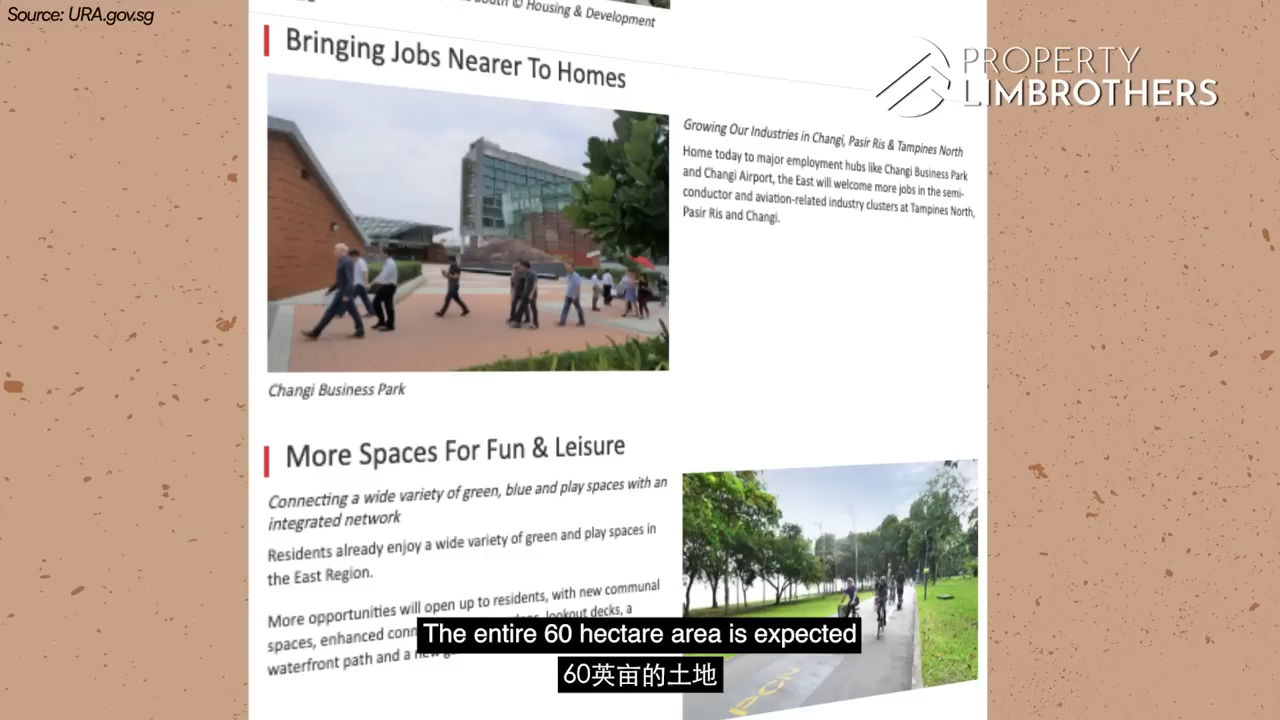 Source: URA.gov.sg
South © Housing & Development
PROPERTY
LIMBROTHERS
Bringing Jobs Nearer To Homes
Growing Our Industries in Changi, Pasir Ris & Tampines North
Home today to major employment hubs like Changi Business Park
and Changi Airport, the East will welcome more jobs in the semi-
conductor and aviation-related industry clusters at Tampines North,
Pasir Ris and Changi.
Changi Business Park
More Spaces For Fun & Leisure
Connecting a wide variety of green, blue and play spaces with an
integrated network
Residents already enjoy a wide variety of green and play spaces in
the East Region.
More opportunities will open up to residents, with new communal
spaces, enhanced lookout decks, a
waterfront path and a
PCN
The entire 60 hectare area is expected
60英亩的土地